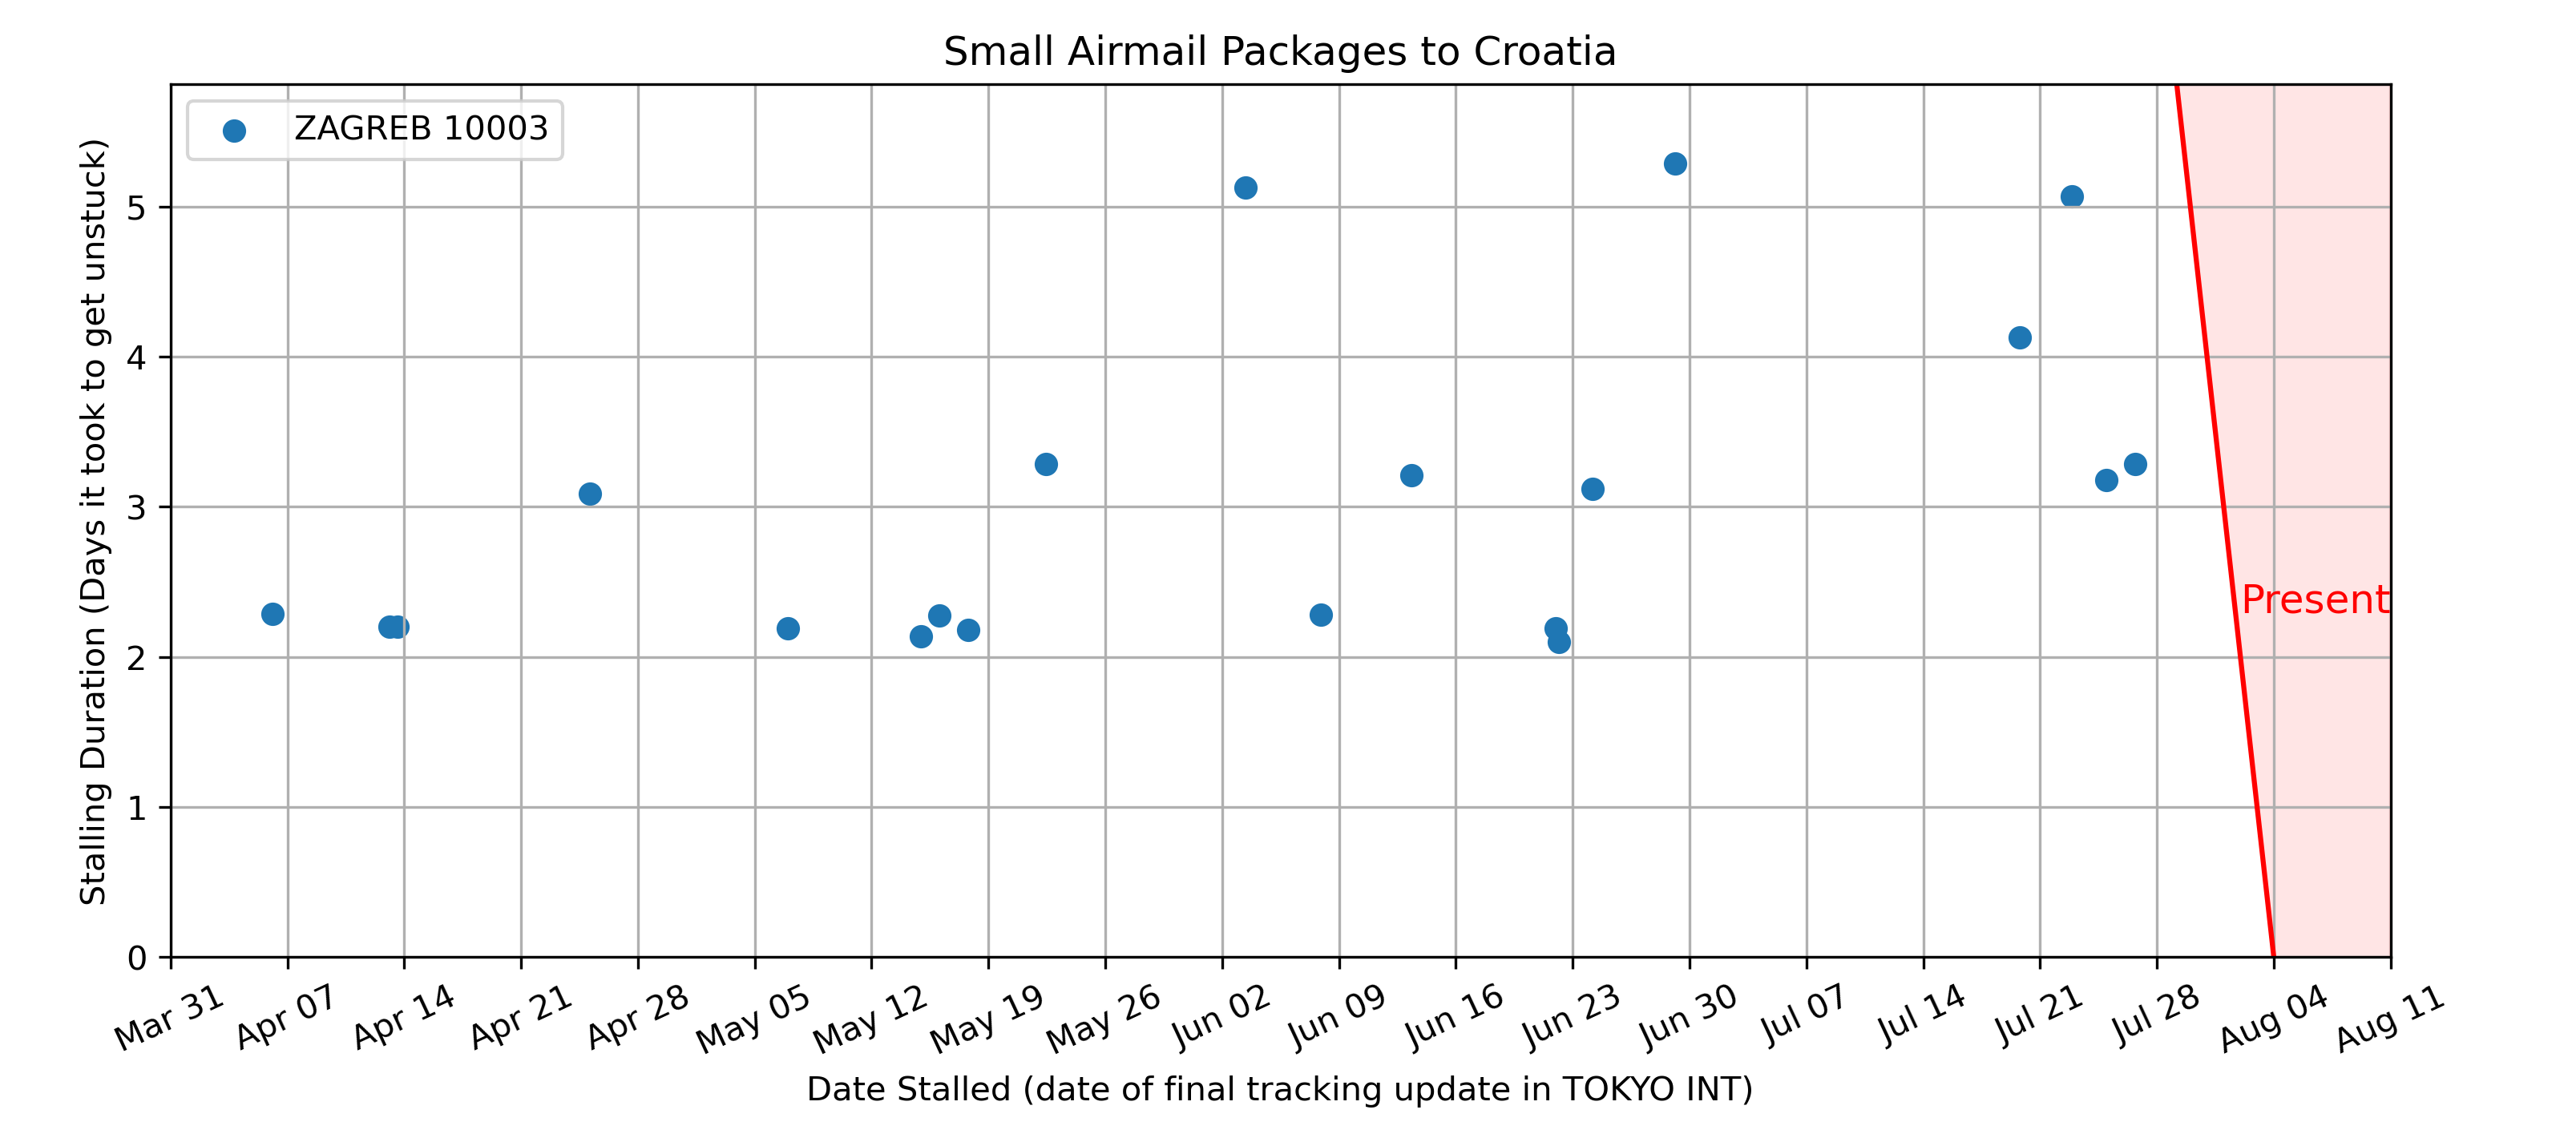 Small Airmail Packages to Croatia
ZAGREB 10003
Stalling Duration (Days it took to get unstuck)
5
4
3
2
1
0
Present
Mar 31
Apr 07
Apr 14
Apr 21
Apr 28
May 05
May 12
May 19
May 26
Jun 02
Jun 09
Jun 16
Jun 23
Jun 30
Jul 07
Jul 14
Jul 21
Jul 28
Aug 04
Aug 11
Date Stalled (date of final tracking update in TOKYO INT)